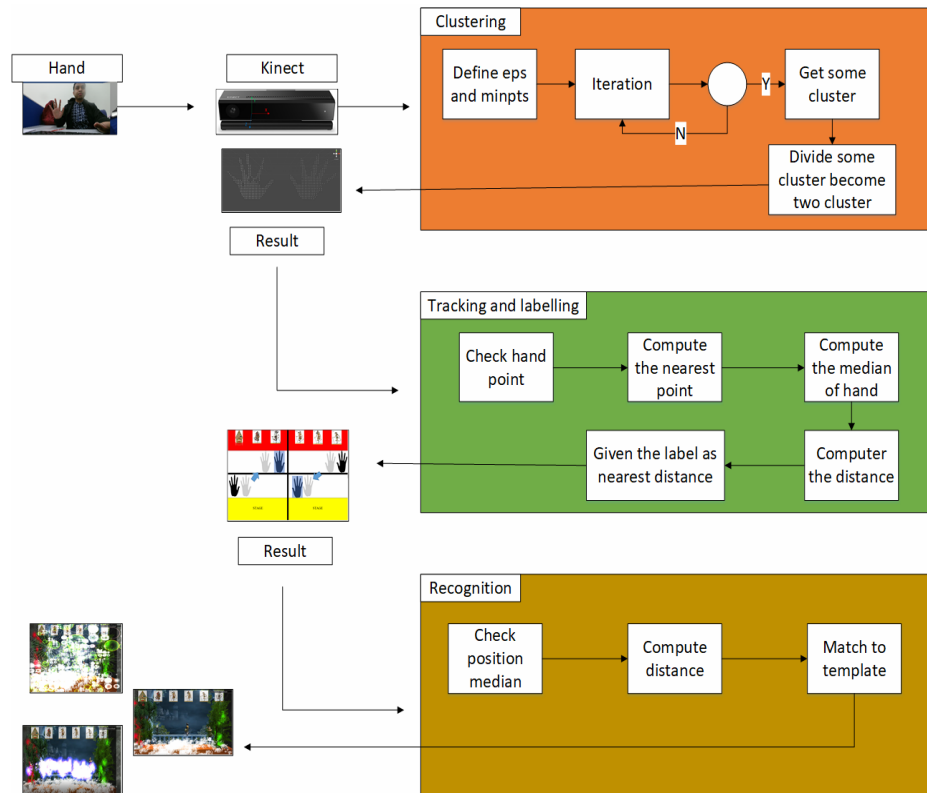 Clustering
Hand
Kinect
Define eps
and minpts
Iteration
Y
Get some
cluster
N
Divide some
cluster become
two cluster
Result
Tracking and labelling
Check hand
point
Compute
the nearest
point
Compute
the median
of hand
Given the label as
nearest distance
Computer
the distance
Result
Recognition
Check
position
median
Compute
distance
Match to
template